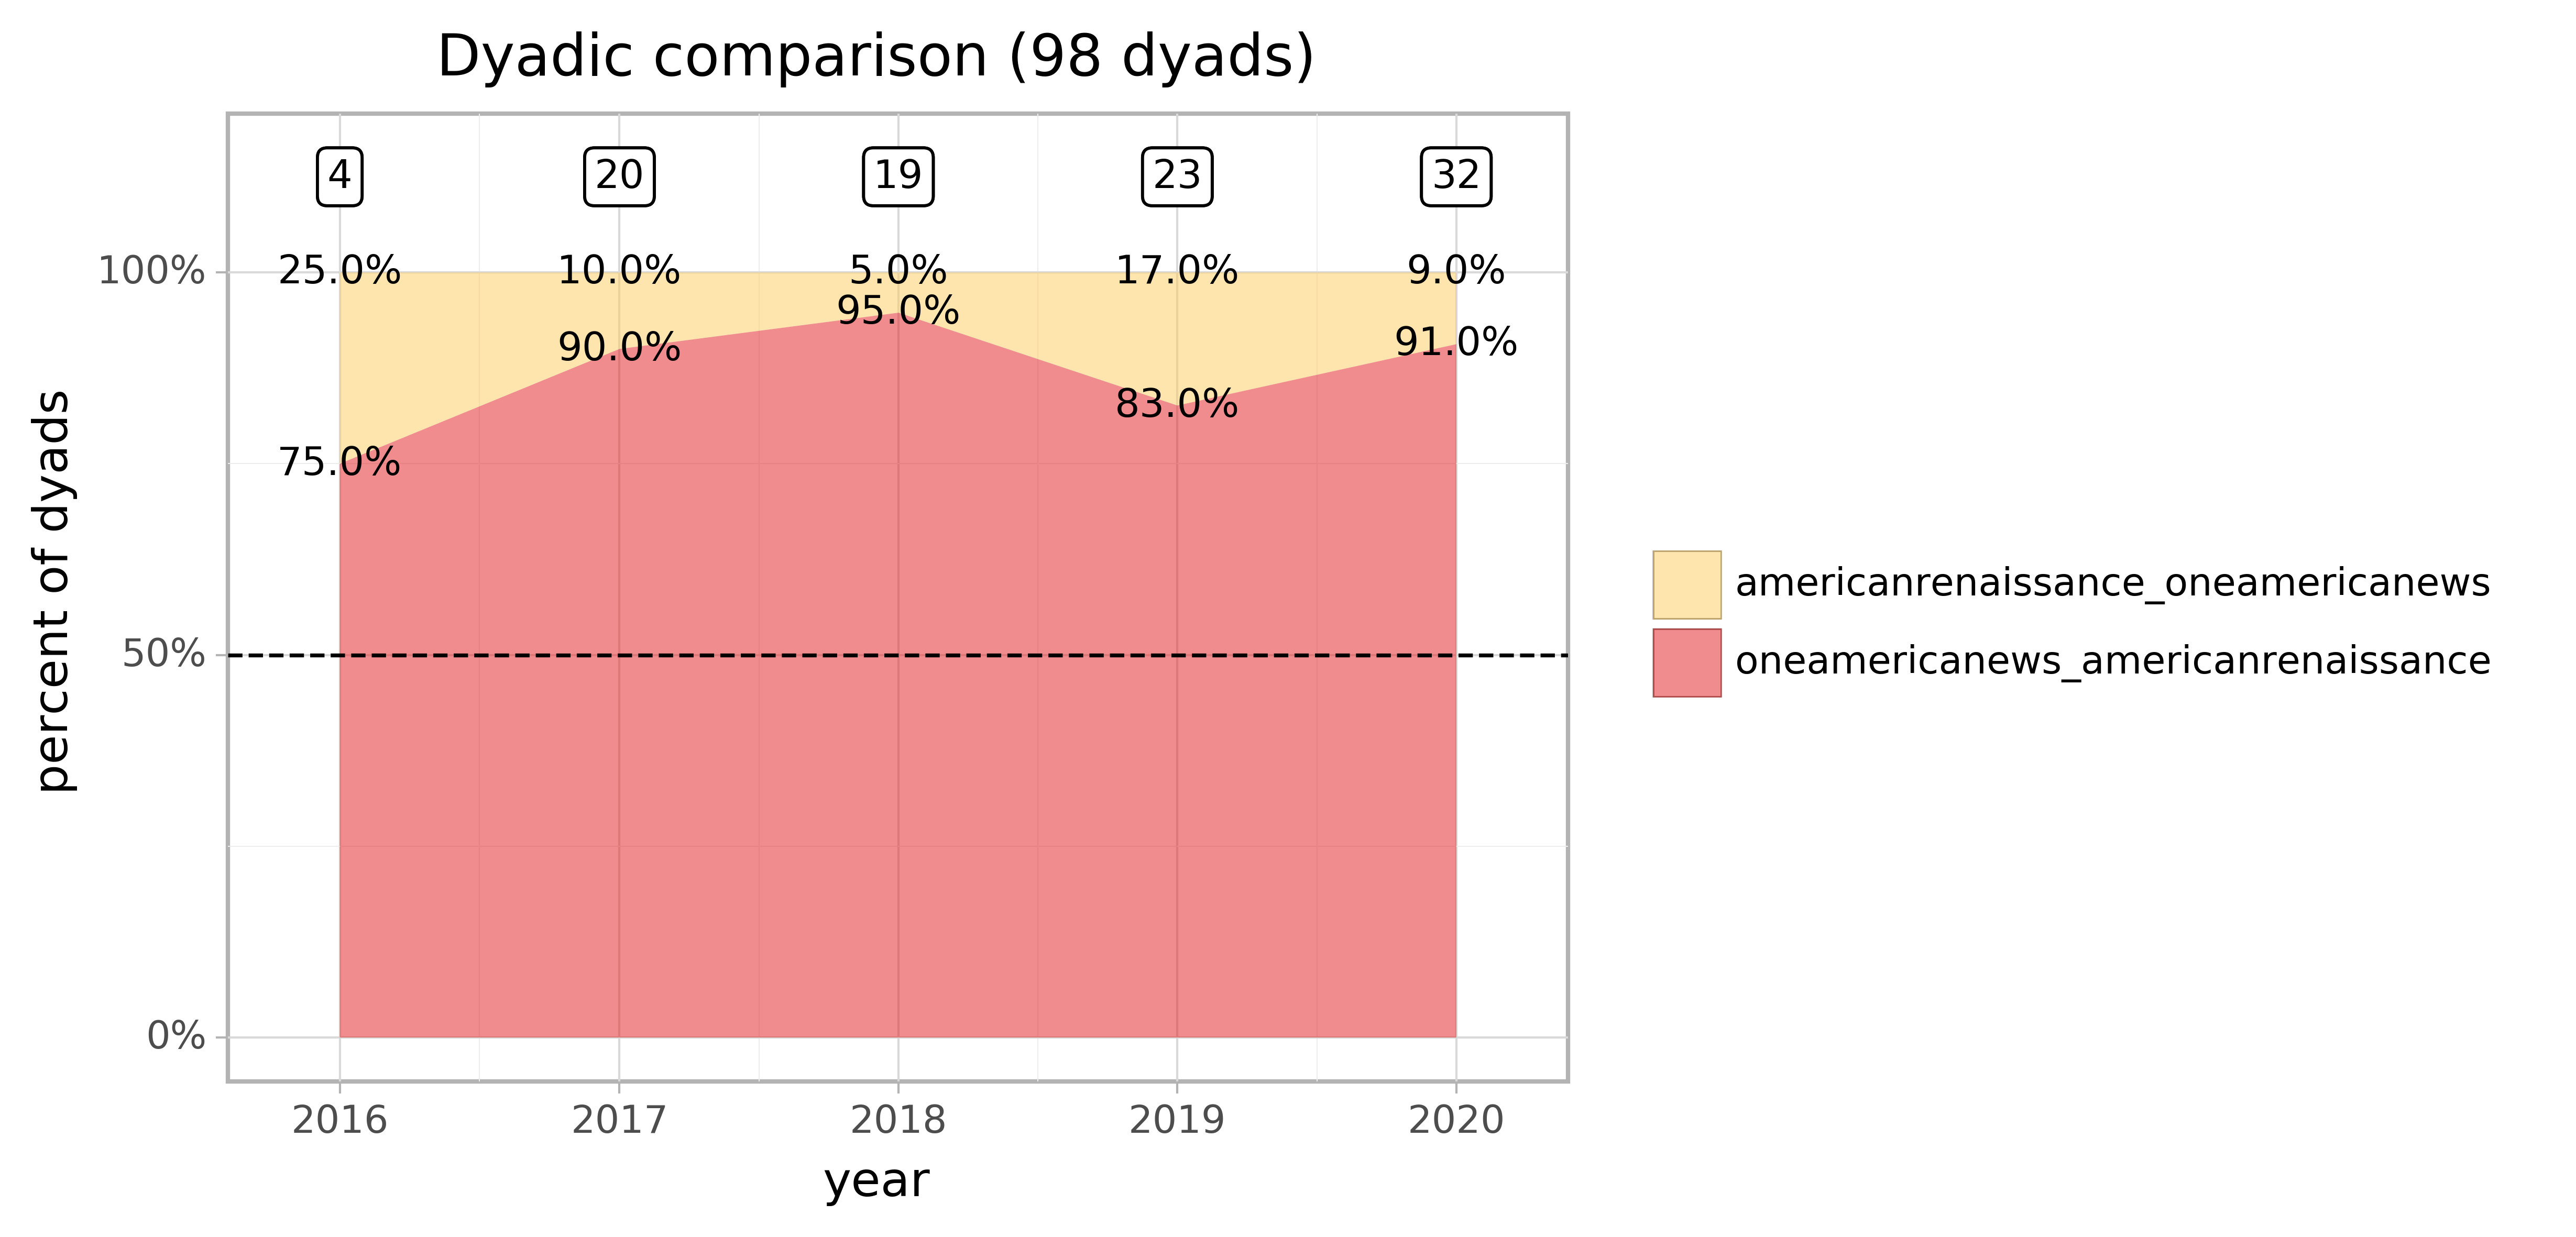 Dyadic comparison (98 dyads)
4 20 19 23 32
100% 25.0% 10.0% 5.0% 17.0% 9.0%
95.0%
90.0% 91.0%
83.0%
75.0%
50%
0%
2016 2017 2018 2019 2020
year
percent of dyads
americanrenaissance_oneamericanews
oneamericanews_americanrenaissance